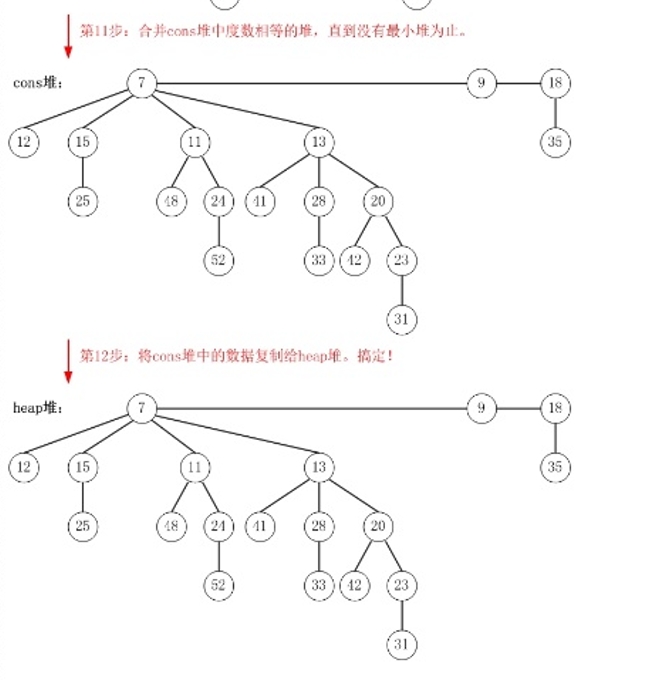 第11步：合并cons堆中度数相等的堆，直到没有最小堆为止。
cons堆：
7 9 18
12 15 11 13 35
25 48 24 41 28 20
52 33 42 23
31
第12步：将cons堆中的数据复制给heap堆。搞定！
heap堆：
7 9 18
12 15 11 13 35
25 48 24 41 28 20
52 33 42 23
31